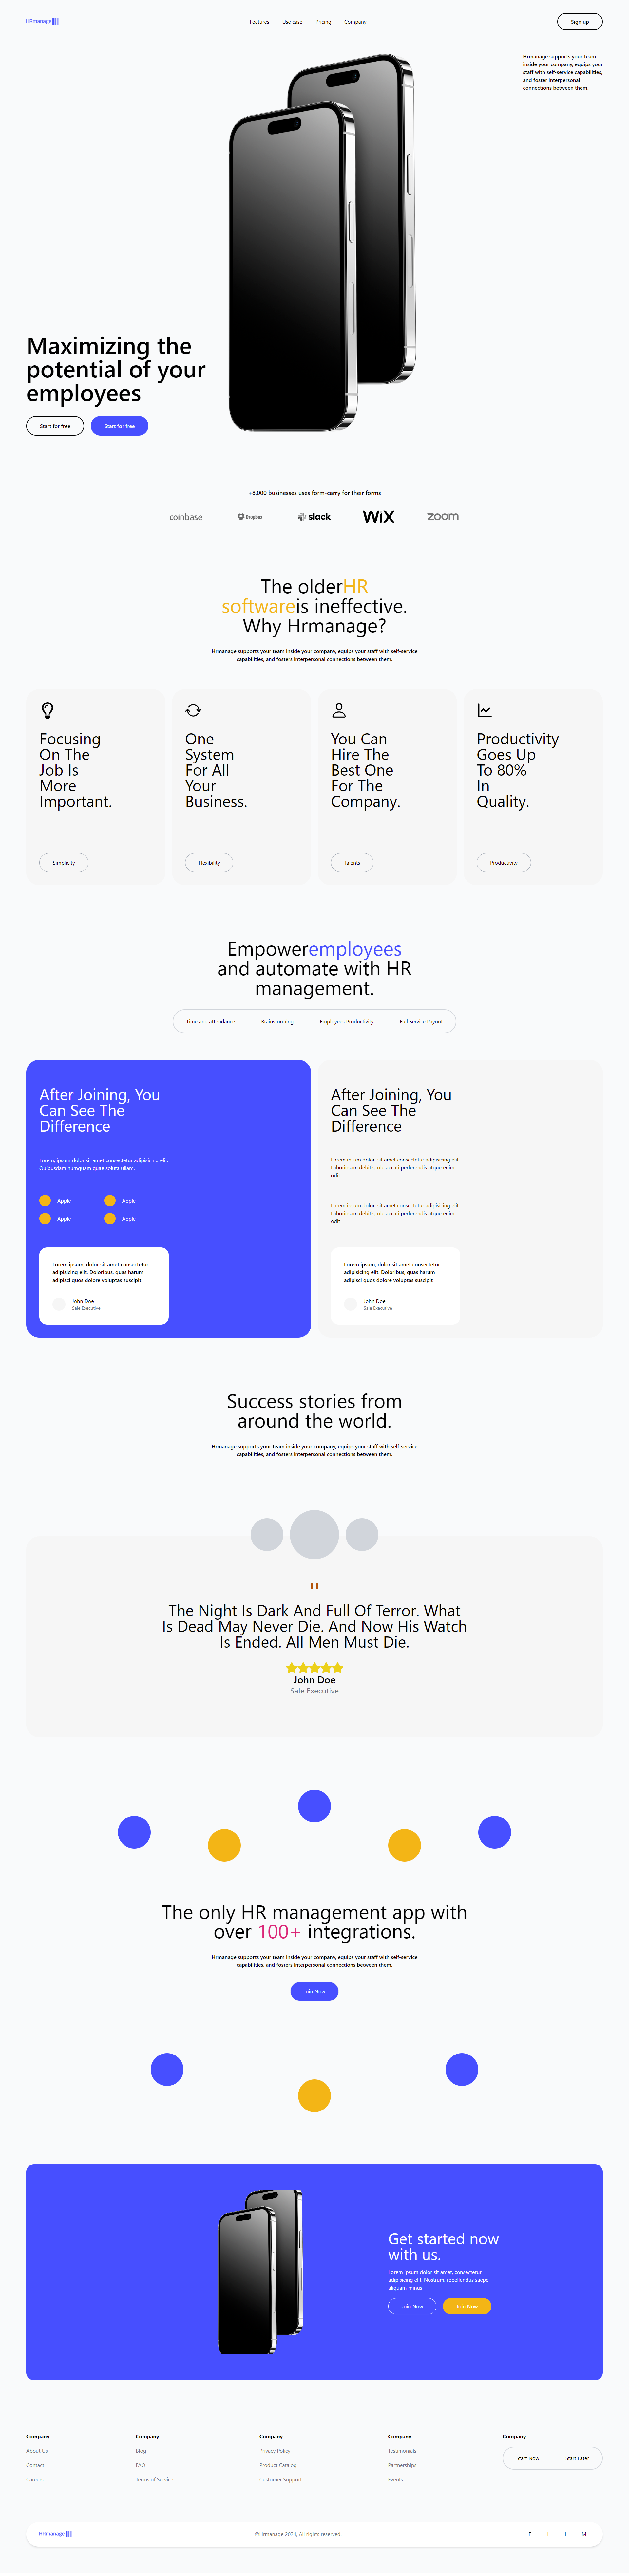 HRmanage
Features Use case Pricing Company
Sign up
Hrmanage supports your team
inside your company, equips your
staff with self-service capabilities,
and foster interpersonal
connections between them.
Maximizing the
potential of your
employees
Start for free Start for free
+8,000 businesses uses form-carry for their forms
coinbase Dropbox slack WiX zoom
The olderHR
softwareis ineffective.
Why Hrmanage?
Hrmanage supports your team inside your company, equips your staff with self-service
capabilities, and fosters interpersonal connections between them.
Focusing
On The
Job Is
More
Important.
Simplicity
One
System
For All
Your
Business.
Flexibility
You Can
Hire The
Best One
For The
Company.
Talents
Productivity
Goes Up
To 80%
In
Quality.
Productivity
Empoweremployees
and automate with HR
management.
Time and attendance Brainstorming Employees Productivity Full Service Payout
After Joining, You
Can See The
Difference
Lorem, ipsum dolor sit amet consectetur adipisicing elit.
Quibusdam numquam quae soluta ullam.
Apple Apple
Apple Apple
Lorem ipsum, dolor sit amet consectetur
adipisicing elit. Doloribus, quas harum
adipisci quos dolore voluptas suscipit
John Doe
Sale Executive
After Joining, You
Can See The
Difference
Lorem ipsum dolor, sit amet consectetur adipisicing elit.
Laboriosam debitis, obcaecati perferendis atque enim
odit
Lorem ipsum dolor, sit amet consectetur adipisicing elit.
Laboriosam debitis, obcaecati perferendis atque enim
odit
Lorem ipsum, dolor sit amet consectetur
adipisicing elit. Doloribus, quas harum
adipisci quos dolore voluptas suscipit
John Doe
Sale Executive
Success stories from
around the world.
Hrmanage supports your team inside your company, equips your staff with self-service
capabilities, and fosters interpersonal connections between them.
"
The Night Is Dark And Full Of Terror. What
Is Dead May Never Die. And Now His Watch
Is Ended. All Men Must Die.
John Doe
Sale Executive
The only HR management app with
over 100+ integrations.
Hrmanage supports your team inside your company, equips your staff with self-service
capabilities, and fosters interpersonal connections between them.
Join Now
Get started now
with us.
Lorem ipsum dolor sit amet, consectetur
adipisicing elit. Nostrum, repellendus saepe
aliquam minus
Join Now Join Now
Company
About Us
Contact
Careers
Company
Blog
FAQ
Terms of Service
Company
Privacy Policy
Product Catalog
Customer Support
Company
Testimonials
Partnerships
Events
Company
Start Now Start Later
HRmanage
©Hrmanage 2024, All rights reserved.
F I L M